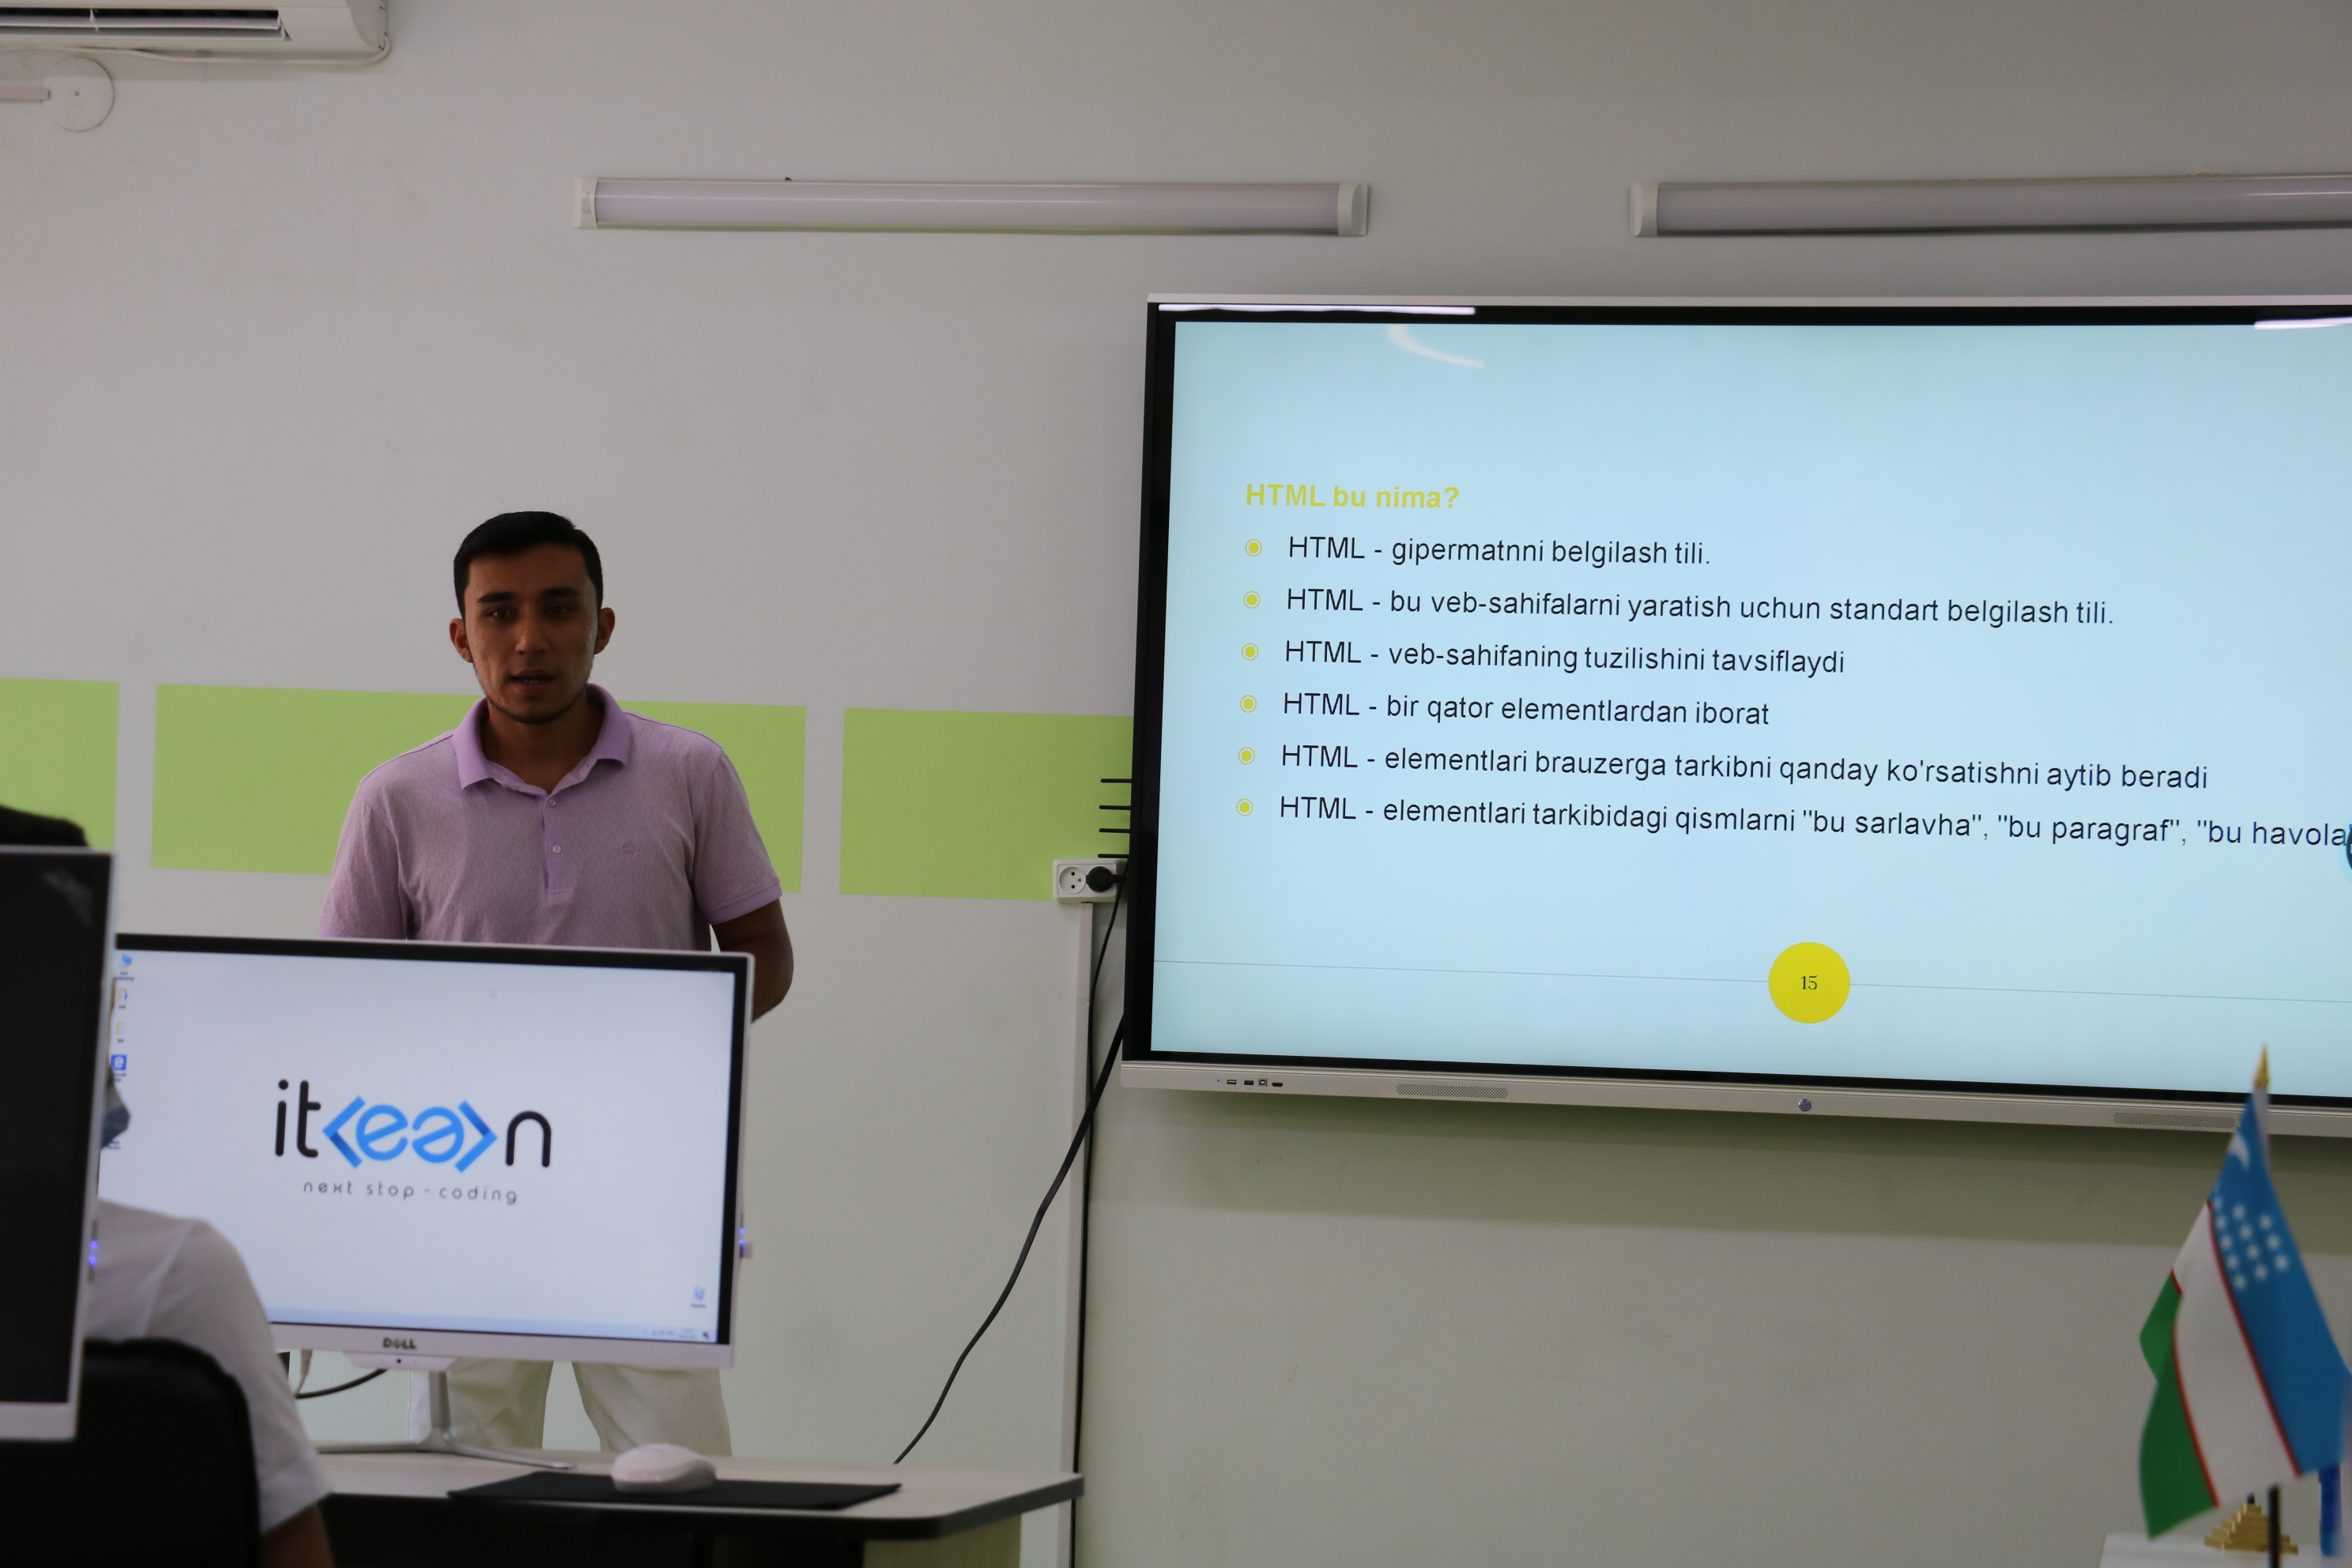 HTML bu nima?
HTML - gipermatnni belgilash tili.
HTML - bu veb-sahifalarni yaratish uchun standart belgilash tili.
HTML - veb-sahifaning tuzilishini tavsiflaydi
HTML - bir qator elementlardan iborat
HTML - elementlari brauzerga tarkibni qanday ko'rsatishni aytib beradi
HTML - elementlari tarkibidagi qismlarni "bu sarlavha", "bu paragraf", "bu havola
15
it<ea>n
next stop - coding
DELL